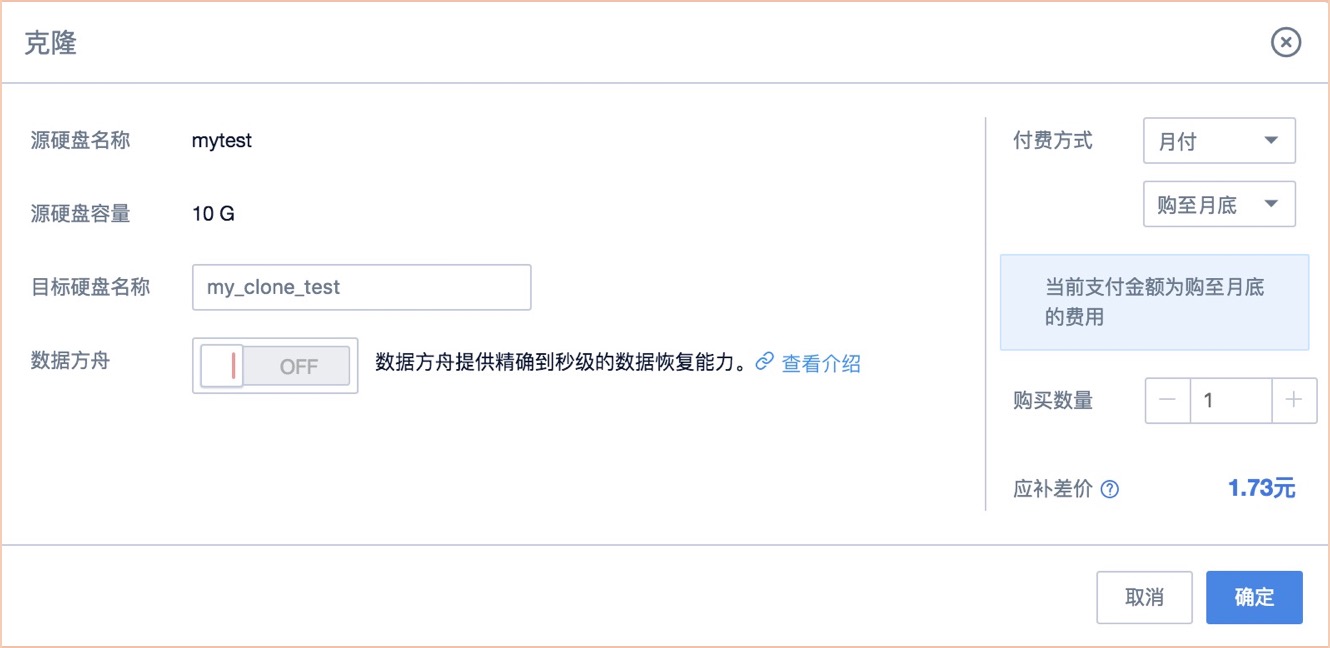 克隆
源硬盘名称 mytest
源硬盘容量 10 G
目标硬盘名称 my_clone_test
数据方舟 OFF 数据方舟提供精确到秒级的数据恢复能力。 查看介绍
付费方式 月付
购至月底
当前支付金额为购至月底
的费用
购买数量 1
应补差价 1.73元
取消 确定